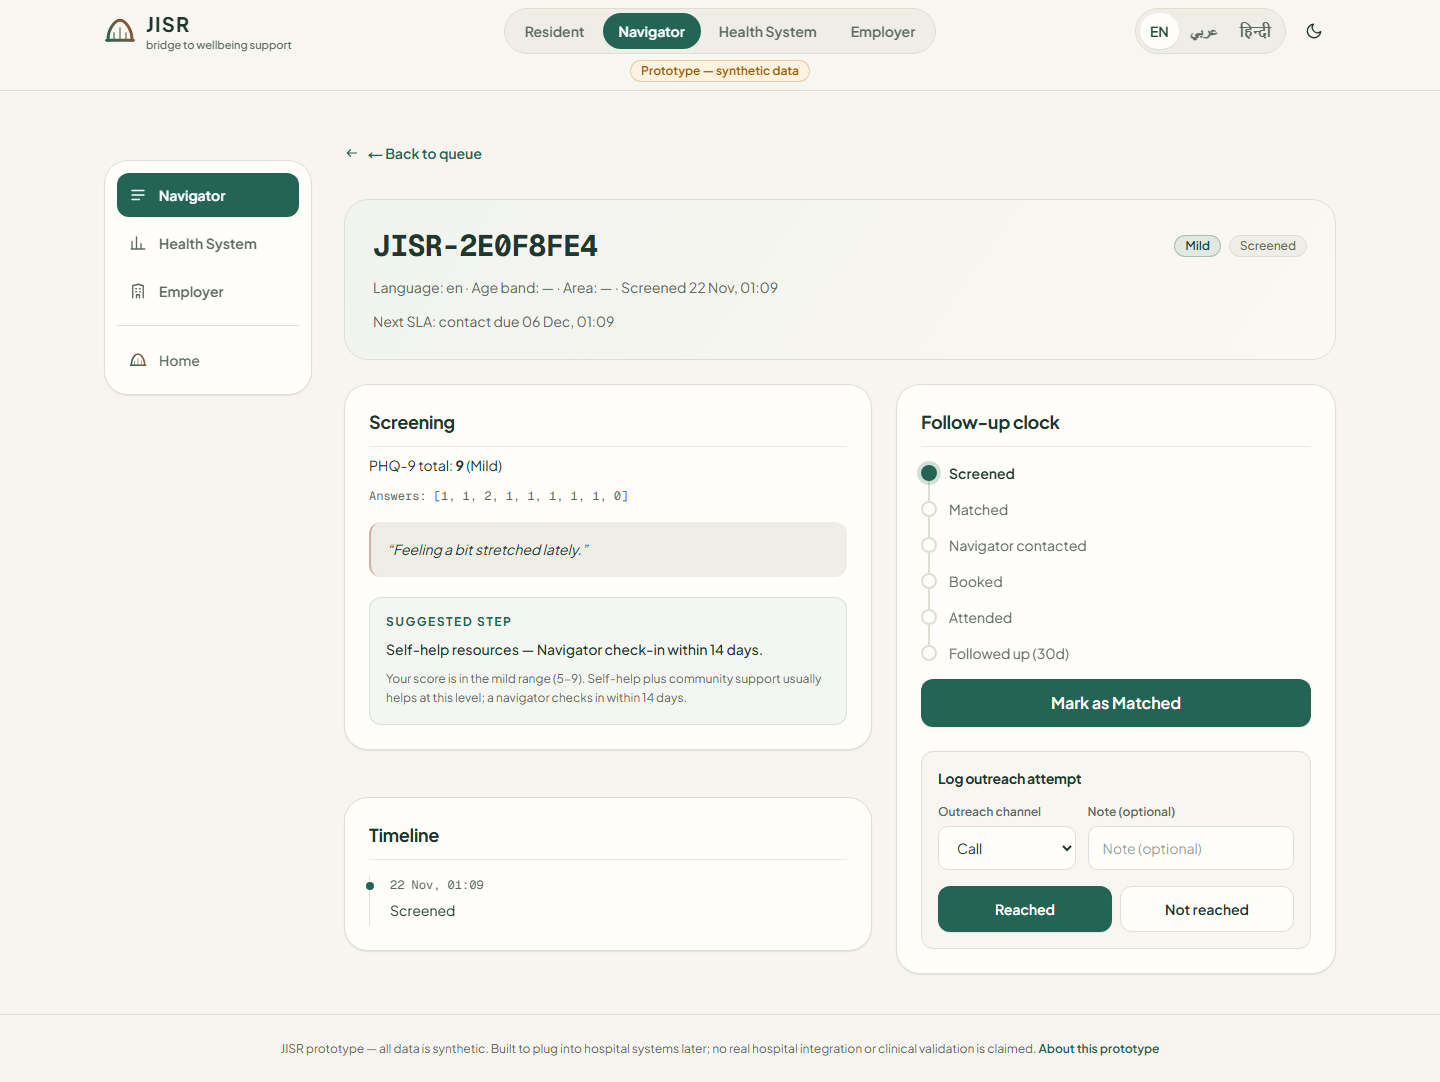 JISR
bridge to wellbeing support
Resident
Navigator
Health System
Employer
Prototype — synthetic data
EN
عربي
हिन्दी
Navigator
Health System
Employer
Home
← ← Back to queue
JISR-2E0F8FE4
Mild
Screened
Language: en · Age band: — · Area: — · Screened 22 Nov, 01:09
Next SLA: contact due 06 Dec, 01:09
Screening
PHQ-9 total: 9 (Mild)
Answers: [1, 1, 2, 1, 1, 1, 1, 1, 0]
“Feeling a bit stretched lately.”
SUGGESTED STEP
Self-help resources — Navigator check-in within 14 days.
Your score is in the mild range (5–9). Self-help plus community support usually
helps at this level; a navigator checks in within 14 days.
Timeline
22 Nov, 01:09
Screened
Follow-up clock
Screened
Matched
Navigator contacted
Booked
Attended
Followed up (30d)
Mark as Matched
Log outreach attempt
Outreach channel
Note (optional)
Call
Note (optional)
Reached
Not reached
JISR prototype — all data is synthetic. Built to plug into hospital systems later; no real hospital integration or clinical validation is claimed. About this prototype